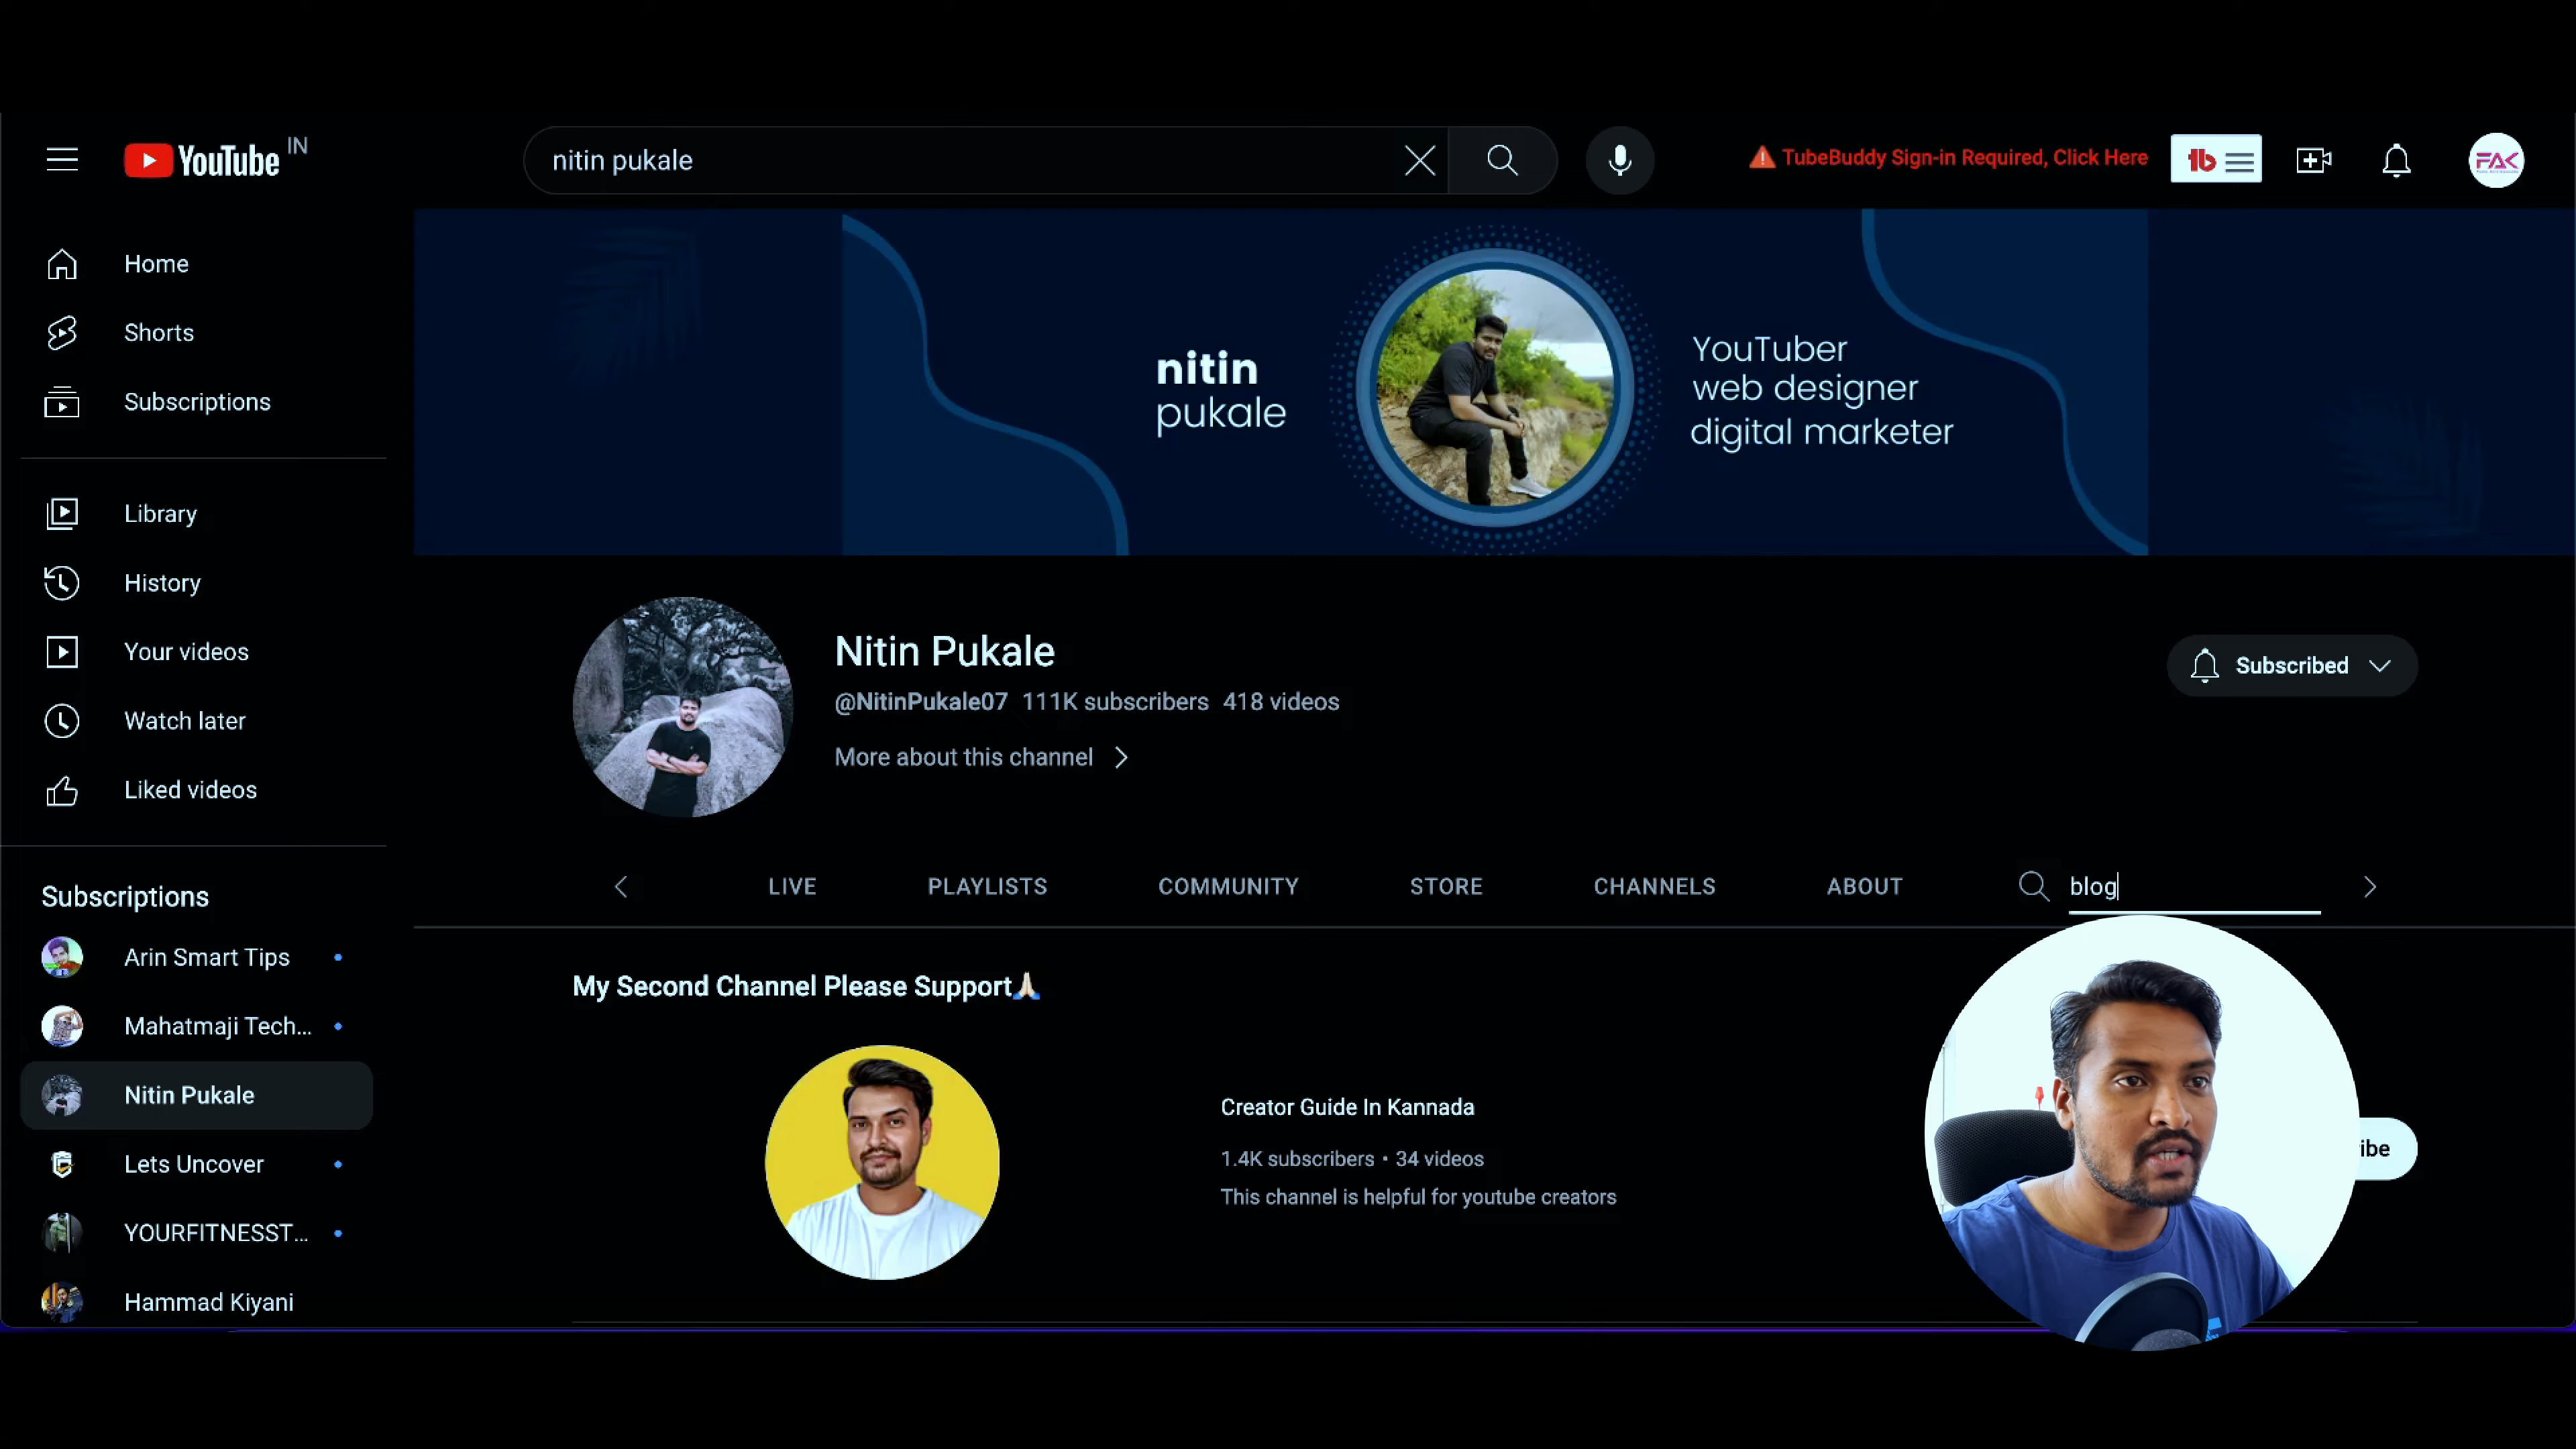 YouTube IN
nitin pukale
TubeBuddy Sign-in Required, Click Here
tb
FAK
Home
Shorts
Subscriptions
Library
History
Your videos
Watch later
Liked videos
Subscriptions
Arin Smart Tips
Mahatmaji Tech...
Nitin Pukale
Lets Uncover
YOURFITNESST...
Hammad Kiyani
nitin
pukale
YouTuber
web designer
digital marketer
Nitin Pukale
@NitinPukale07 111K subscribers 418 videos
More about this channel
Subscribed
LIVE PLAYLISTS COMMUNITY STORE CHANNELS ABOUT blog
My Second Channel Please Support🙏🏻
Creator Guide In Kannada
1.4K subscribers • 34 videos
This channel is helpful for youtube creators
ibe